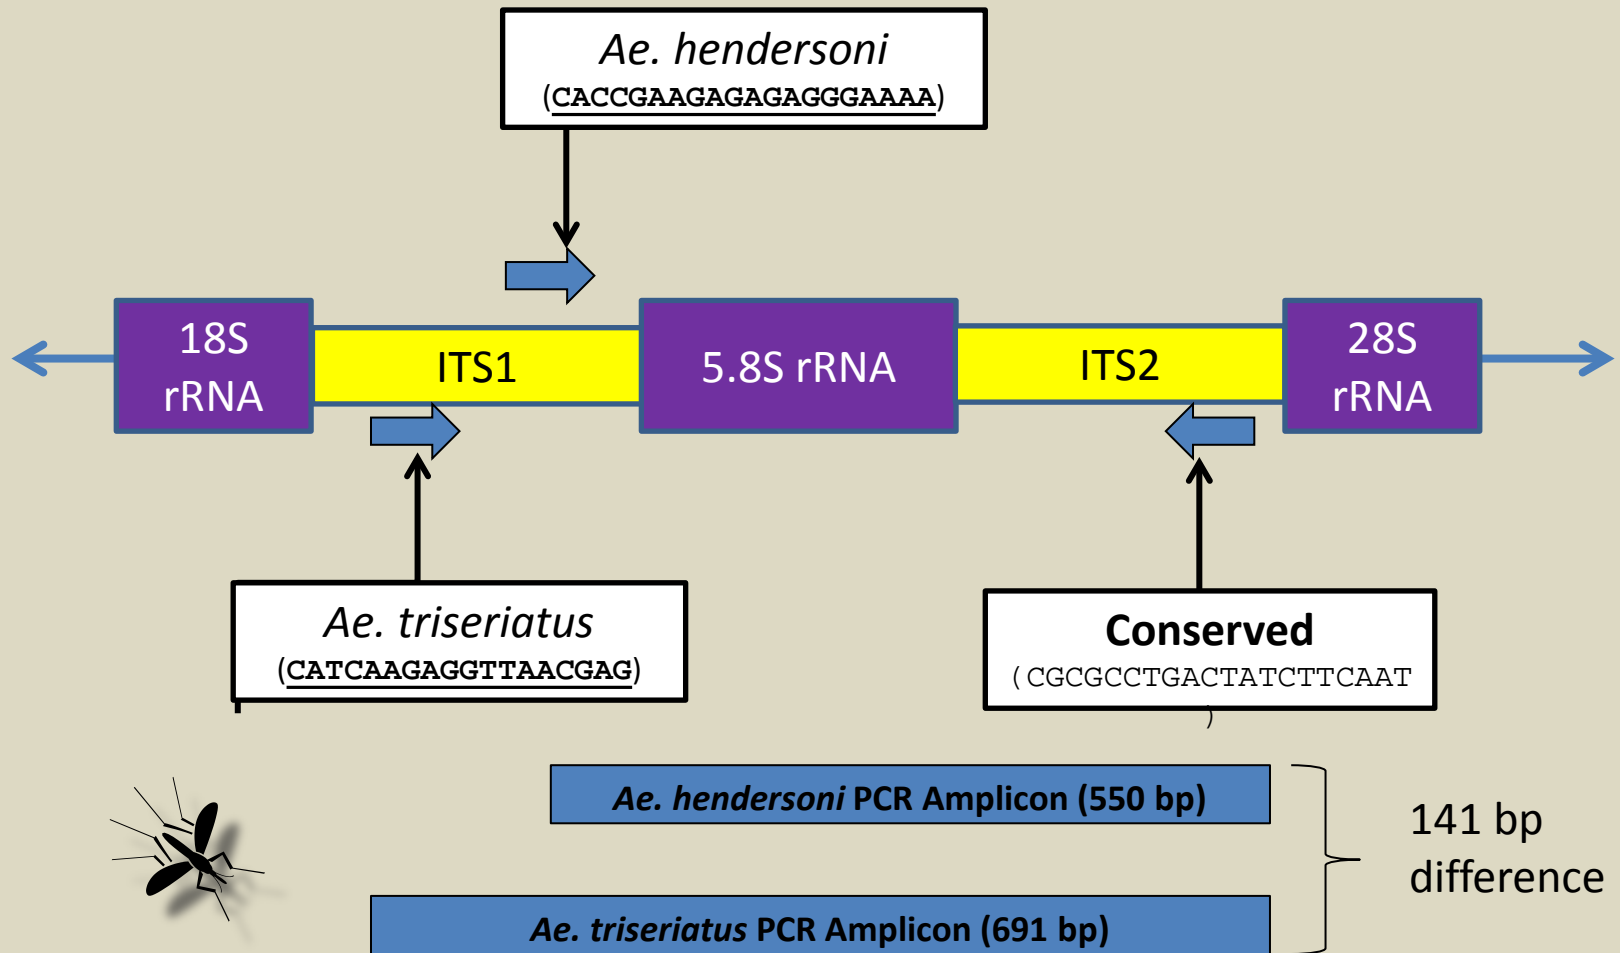 Ae. hendersoni
(CACCGAAGAGAGAGGGAAAA)
18S
rRNA
ITS1
5.8S rRNA
ITS2
28S
rRNA
Ae. triseriatus
(CATCAAGAGGTTAACGAG)
Conserved
(CGCGCCTGACTATCTTCAAT
)
Ae. hendersoni PCR Amplicon (550 bp)
141 bp
difference
Ae. triseriatus PCR Amplicon (691 bp)